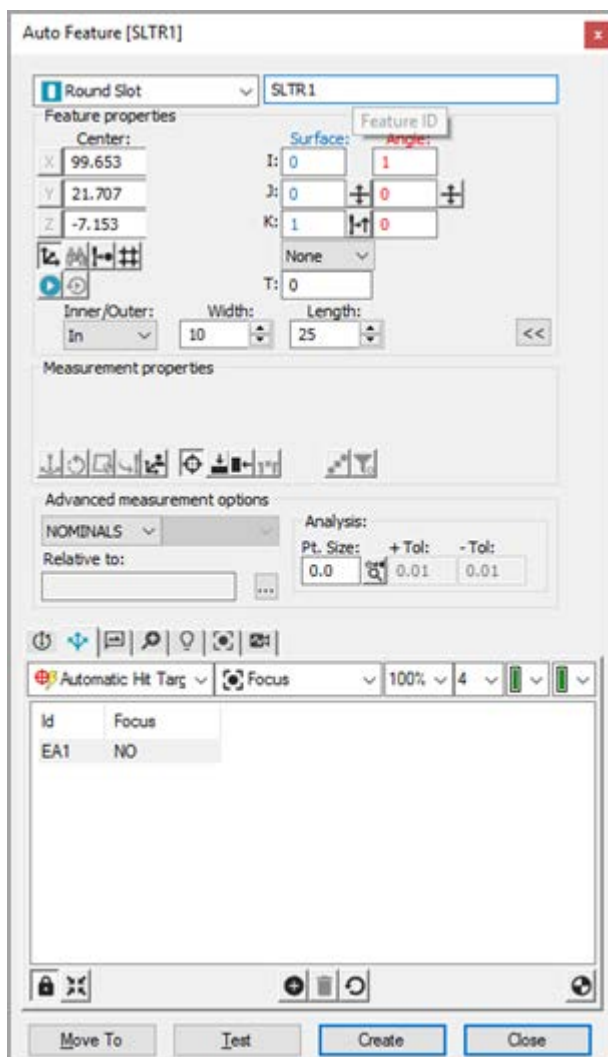 Auto Feature [SLTR1]
x
Round Slot SLTR1
Feature properties Feature ID
Center: Surface: Angle:
X 99.653 I: 0 1
Y 21.707 J: 0 0
Z -7.153 K: 1 0
None
T: 0
Inner/Outer: Width: Length:
In 10 25 <<
Measurement properties
Advanced measurement options
NOMINALS Analysis:
Pt. Size: + Tol: - Tol:
Relative to: 0.0 0.01 0.01
...
Automatic Hit Targ Focus 100% 4
Id Focus
EA1 NO
Move To Test Create Close